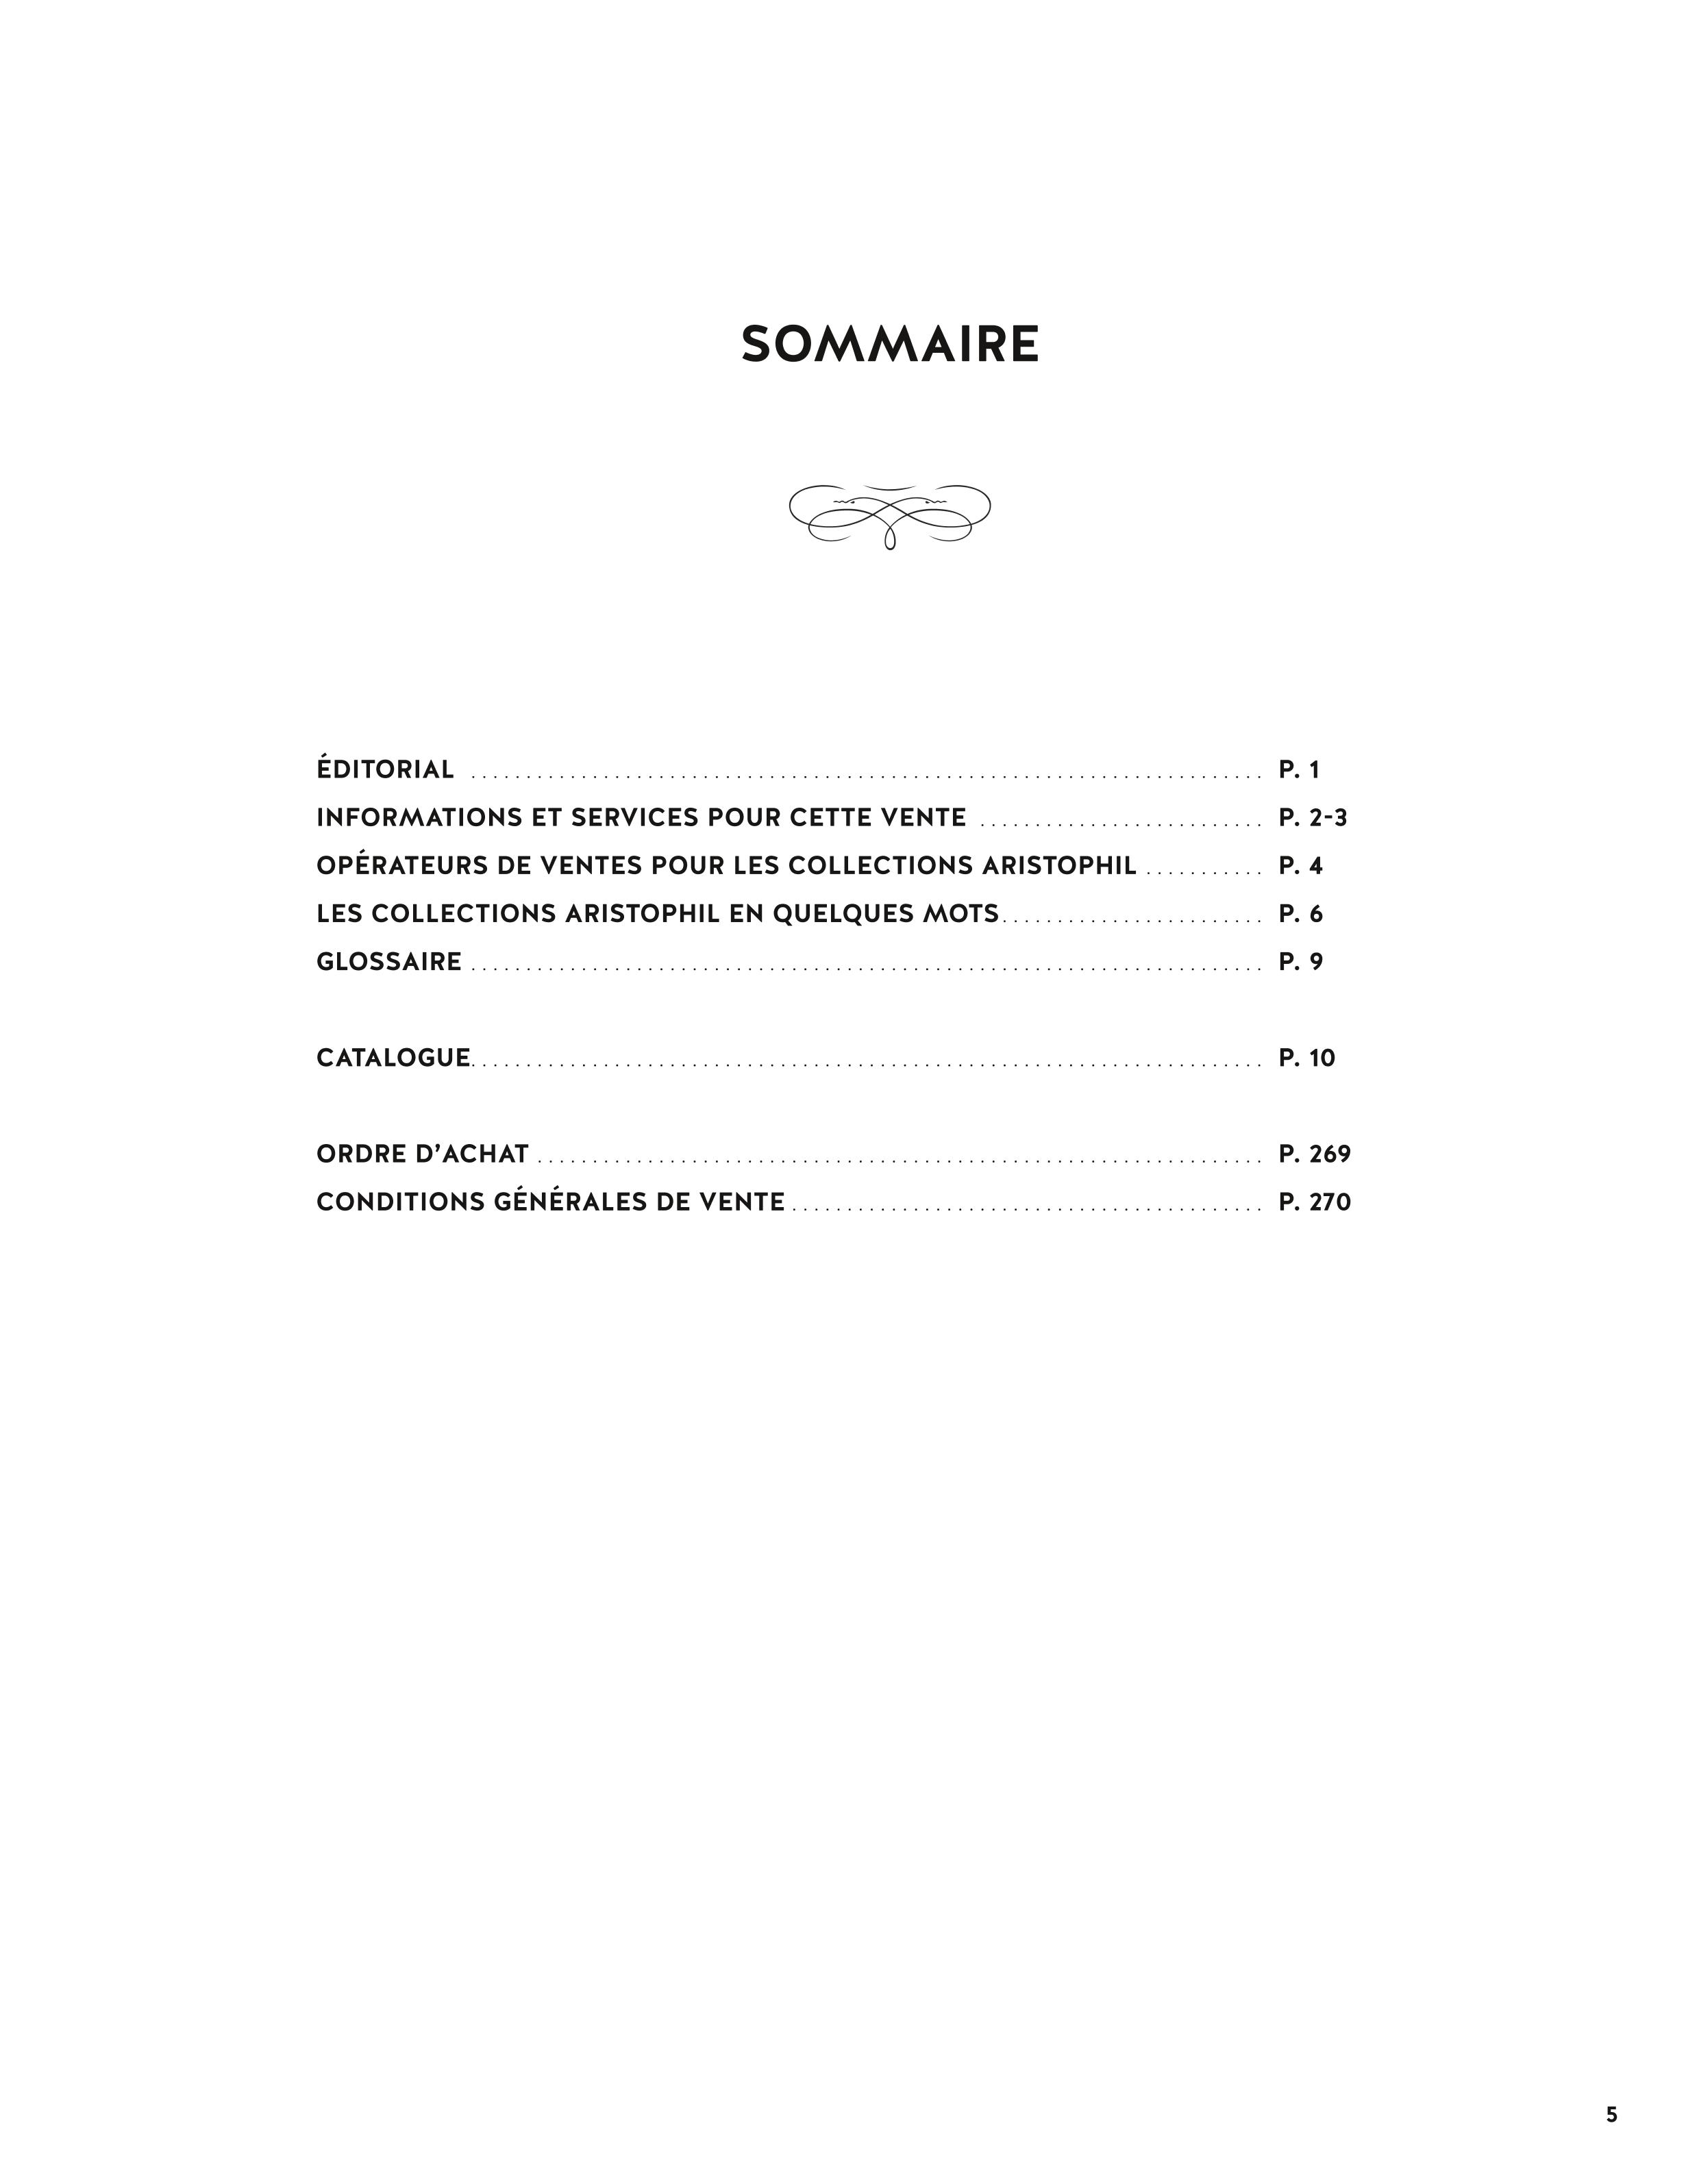 SOMMAIRE
ÉDITORIAL ........................................................................ P. 1
INFORMATIONS ET SERVICES POUR CETTE VENTE .......................... P. 2-3
OPÉRATEURS DE VENTES POUR LES COLLECTIONS ARISTOPHIL ........... P. 4
LES COLLECTIONS ARISTOPHIL EN QUELQUES MOTS........................ P. 6
GLOSSAIRE ........................................................................ P. 9
CATALOGUE........................................................................ P. 10
ORDRE D’ACHAT .................................................................. P. 269
CONDITIONS GÉNÉRALES DE VENTE ........................................... P. 270
5